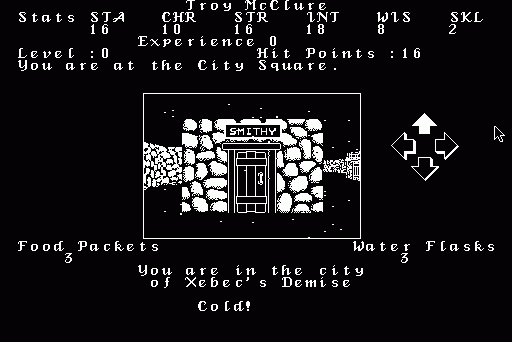 Troy McClure
Stats STA CHR STR INT WIS SKL
16 10 16 18 8 2
Experience 0
Level :0 Hit Points :16
You are at the City Square.
SMITHY
Food Packets Water Flasks
3 3
You are in the city
of Xebec's Demise
Cold!